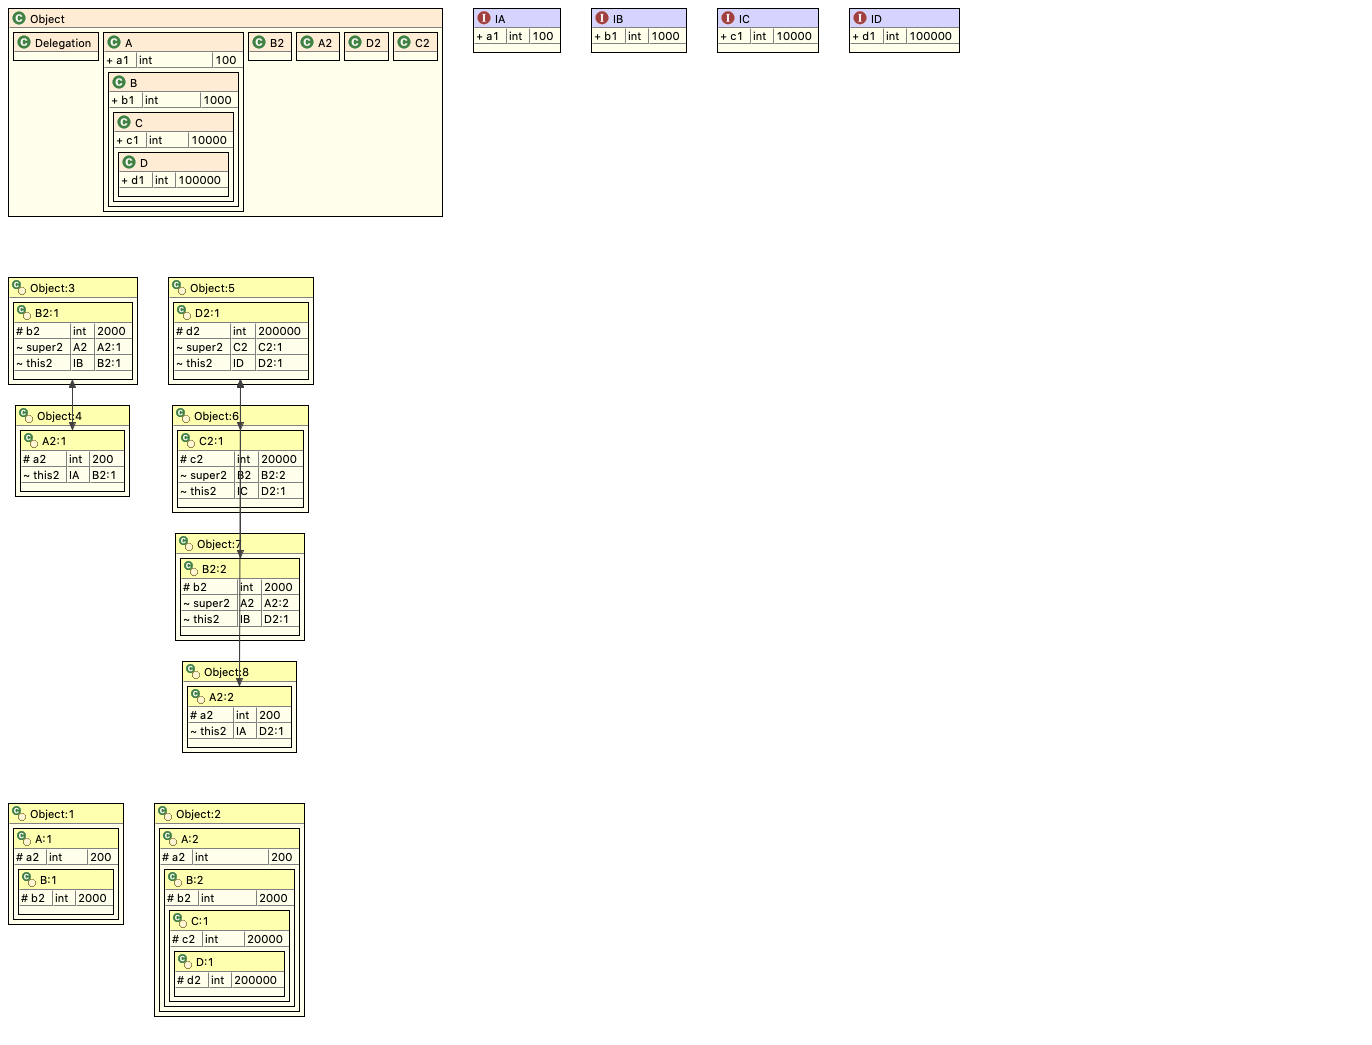 C Object
C Delegation
C A
+ a1 int 100
C B
+ b1 int 1000
C C
+ c1 int 10000
C D
+ d1 int 100000
C B2
C A2
C D2
C C2
I IA
+ a1 int 100
I IB
+ b1 int 1000
I IC
+ c1 int 10000
I ID
+ d1 int 100000
C Object:3
C B2:1
# b2 int 2000
~ super2 A2 A2:1
~ this2 IB B2:1
C Object:4
C A2:1
# a2 int 200
~ this2 IA B2:1
C Object:5
C D2:1
# d2 int 200000
~ super2 C2 C2:1
~ this2 ID D2:1
C Object:6
C C2:1
# c2 int 20000
~ super2 B2 B2:2
~ this2 IC D2:1
C Object:7
C B2:2
# b2 int 2000
~ super2 A2 A2:2
~ this2 IB D2:1
C Object:8
C A2:2
# a2 int 200
~ this2 IA D2:1
C Object:1
C A:1
# a2 int 200
C B:1
# b2 int 2000
C Object:2
C A:2
# a2 int 200
C B:2
# b2 int 2000
C C:1
# c2 int 20000
C D:1
# d2 int 200000